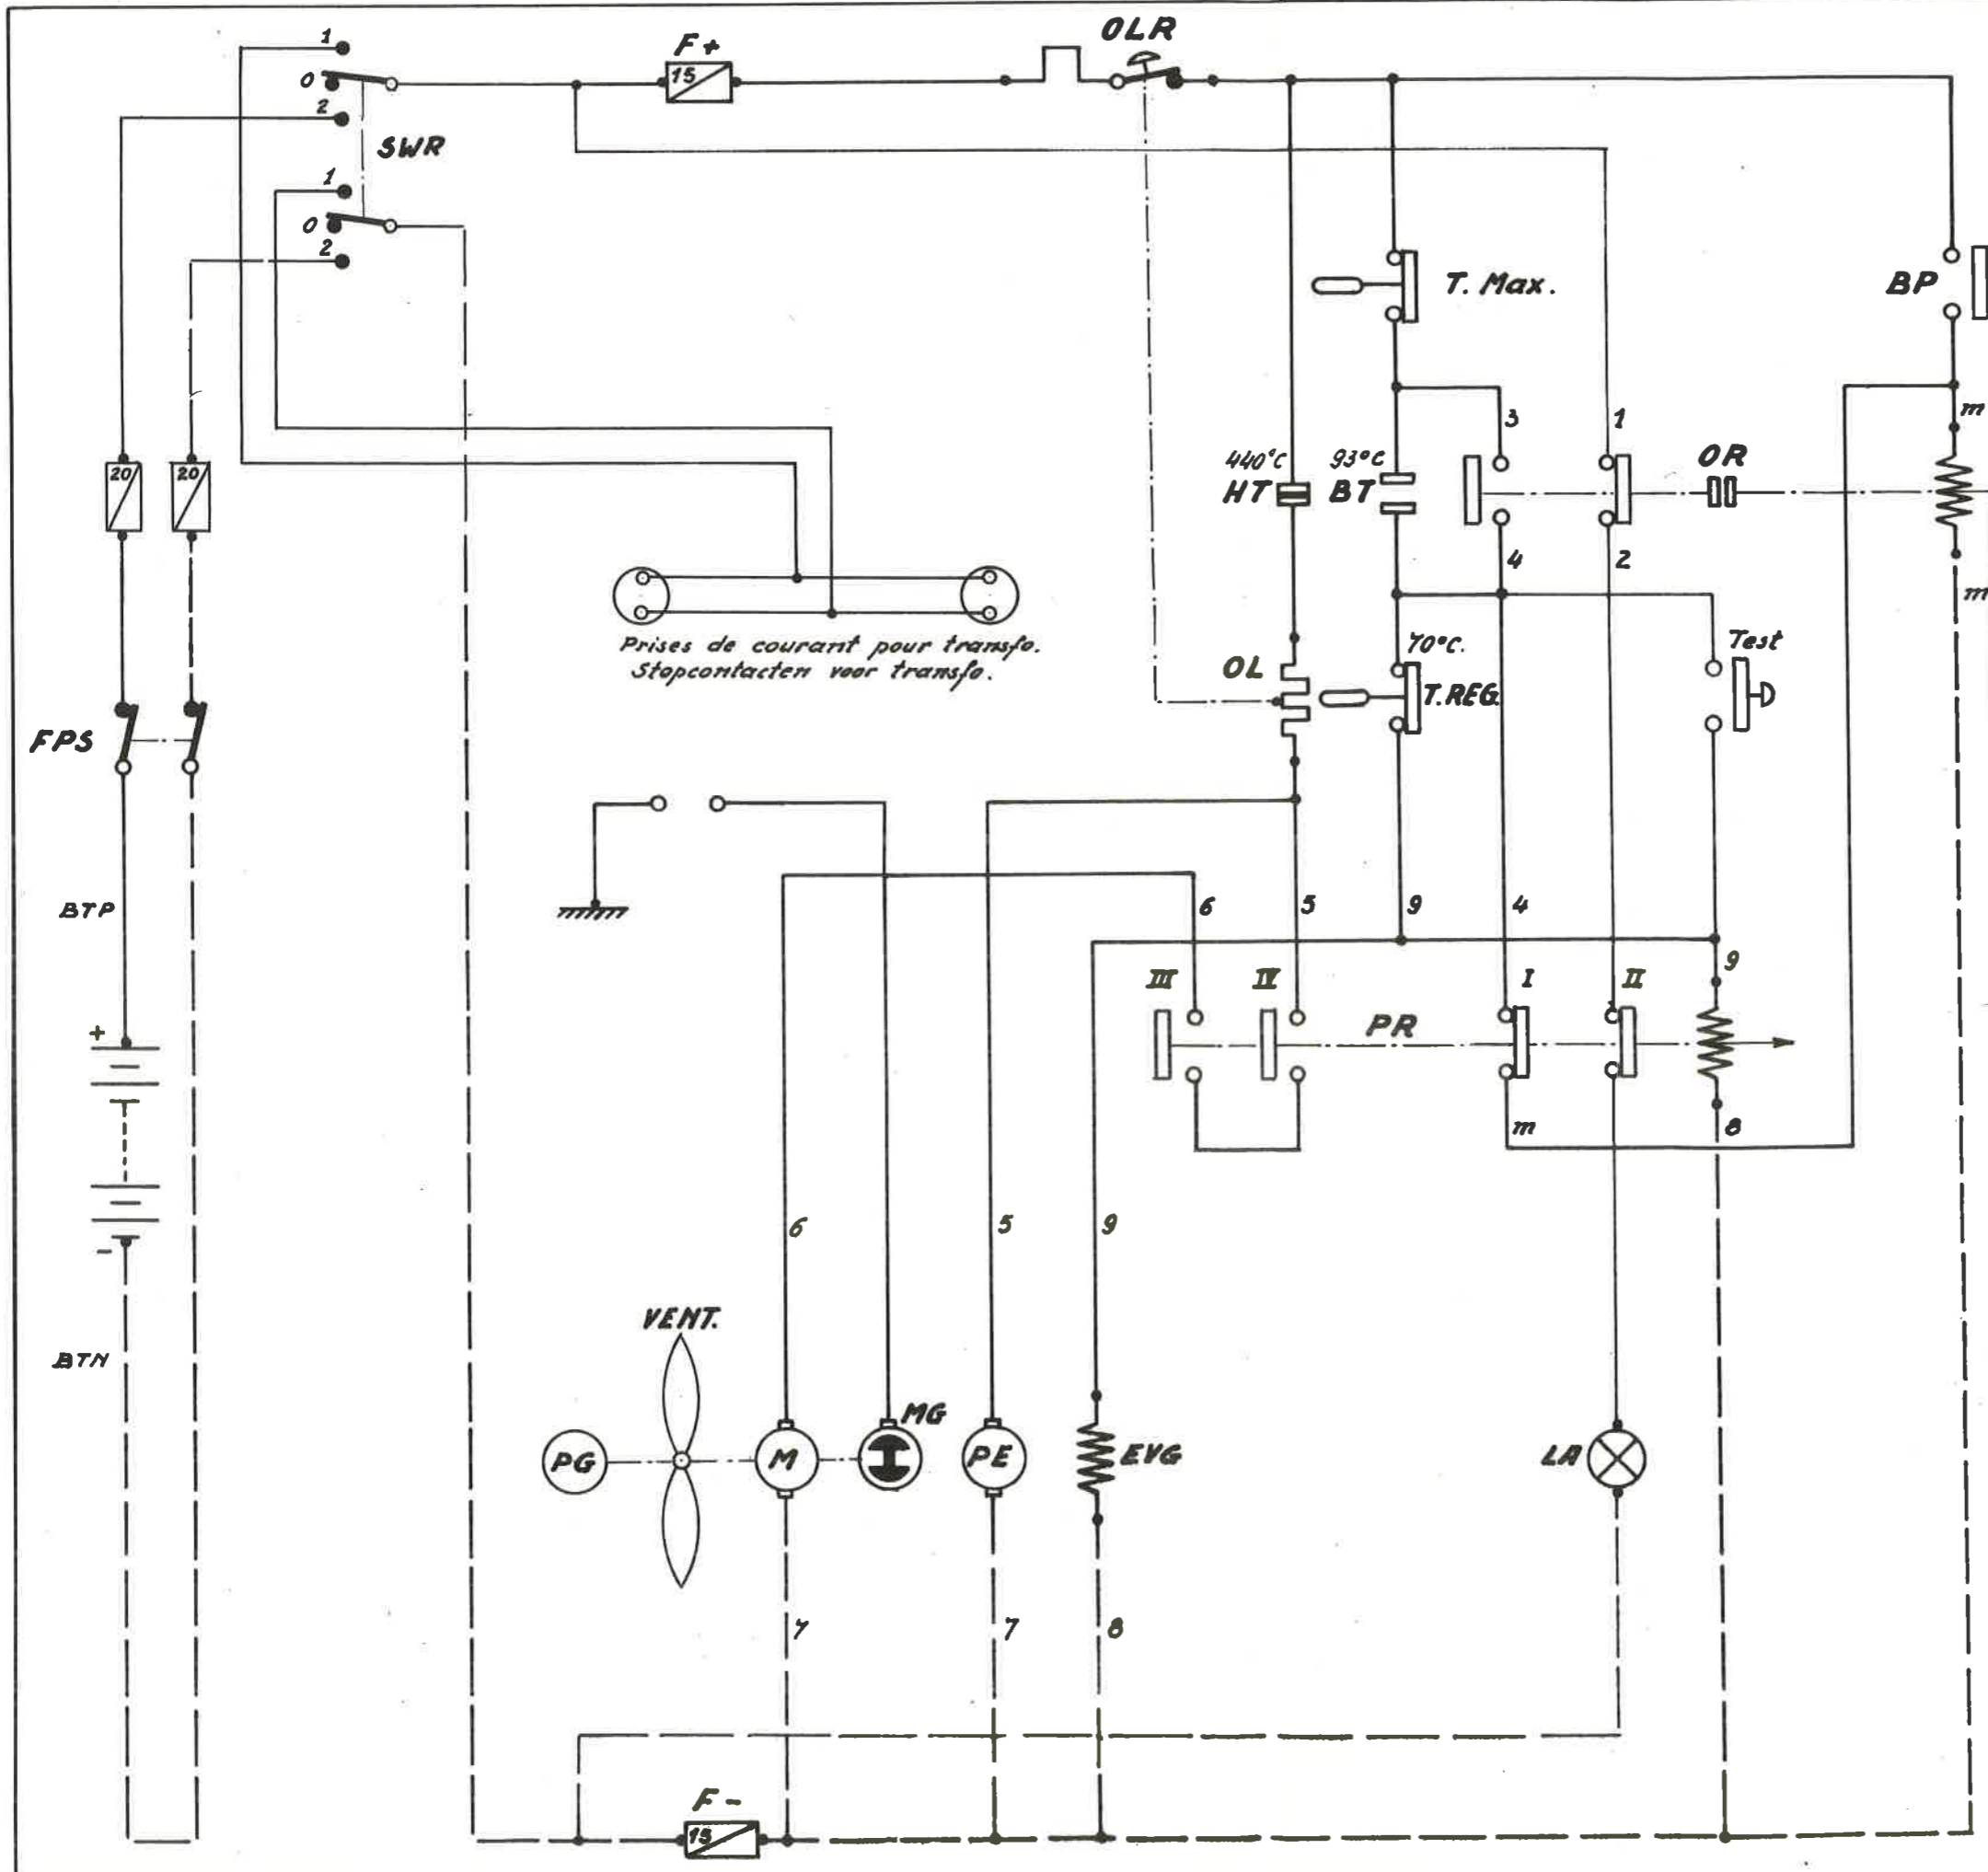 OLR
F+
1
15
0
2
SWR
1
0
2
T. Max.
BP
3
1
m
440°C
93°C
OR
HT
BT
20
20
4
2
m
Prises de courant pour transfo.
Stopcontacten voor transfo.
70°C.
Test
OL
T.REG.
FPS
BTP
6
5
9
4
9
III
IV
I
II
+
PR
m
8
6
5
9
-
BTN
VENT.
MG
PG
M
PE
EVG
LA
7
7
8
F -
15